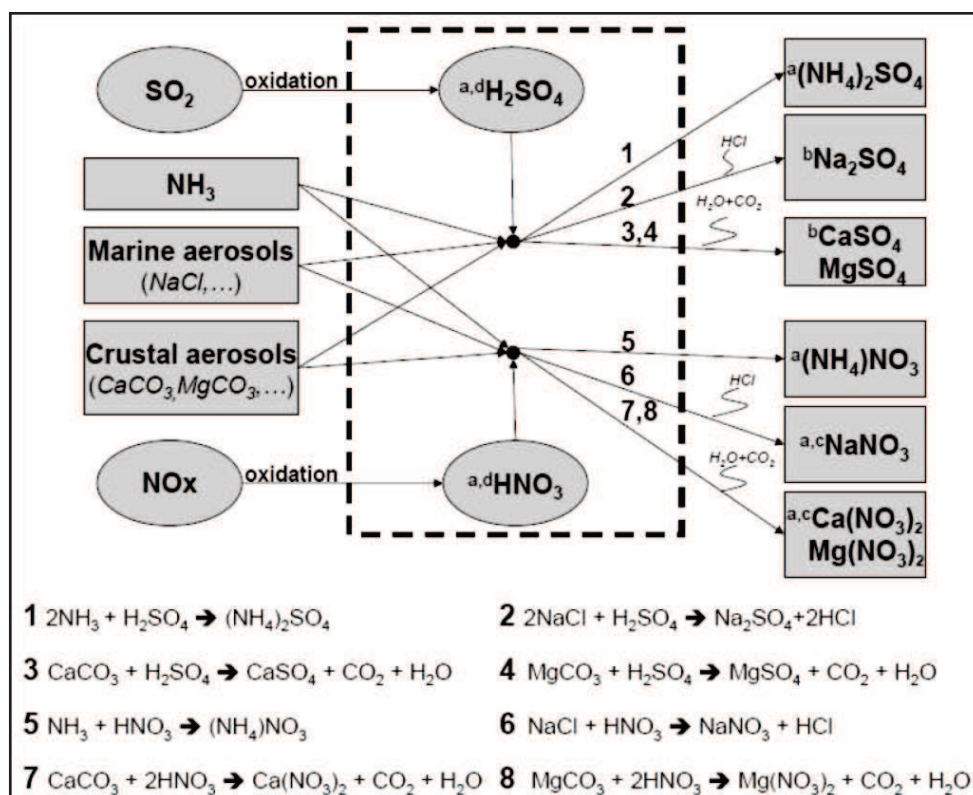 SO₂
oxidation
a,dH₂SO₄
a(NH₄)₂SO₄
NH₃
1
HCl
2
bNa₂SO₄
Marine aerosols
(NaCl,...)
H₂O+CO₂
3,4
bCaSO₄
MgSO₄
Crustal aerosols
(CaCO₃,MgCO₃,...)
5
a(NH₄)NO₃
6
HCl
7,8
a,cNaNO₃
NOx
oxidation
a,dHNO₃
H₂O+CO₂
a,cCa(NO₃)₂
Mg(NO₃)₂
1 2NH₃ + H₂SO₄ ➔ (NH₄)₂SO₄
2 2NaCl + H₂SO₄ ➔ Na₂SO₄+2HCl
3 CaCO₃ + H₂SO₄ ➔ CaSO₄ + CO₂ + H₂O
4 MgCO₃ + H₂SO₄ ➔ MgSO₄ + CO₂ + H₂O
5 NH₃ + HNO₃ ➔ (NH₄)NO₃
6 NaCl + HNO₃ ➔ NaNO₃ + HCl
7 CaCO₃ + 2HNO₃ ➔ Ca(NO₃)₂ + CO₂ + H₂O
8 MgCO₃ + 2HNO₃ ➔ Mg(NO₃)₂ + CO₂ + H₂O